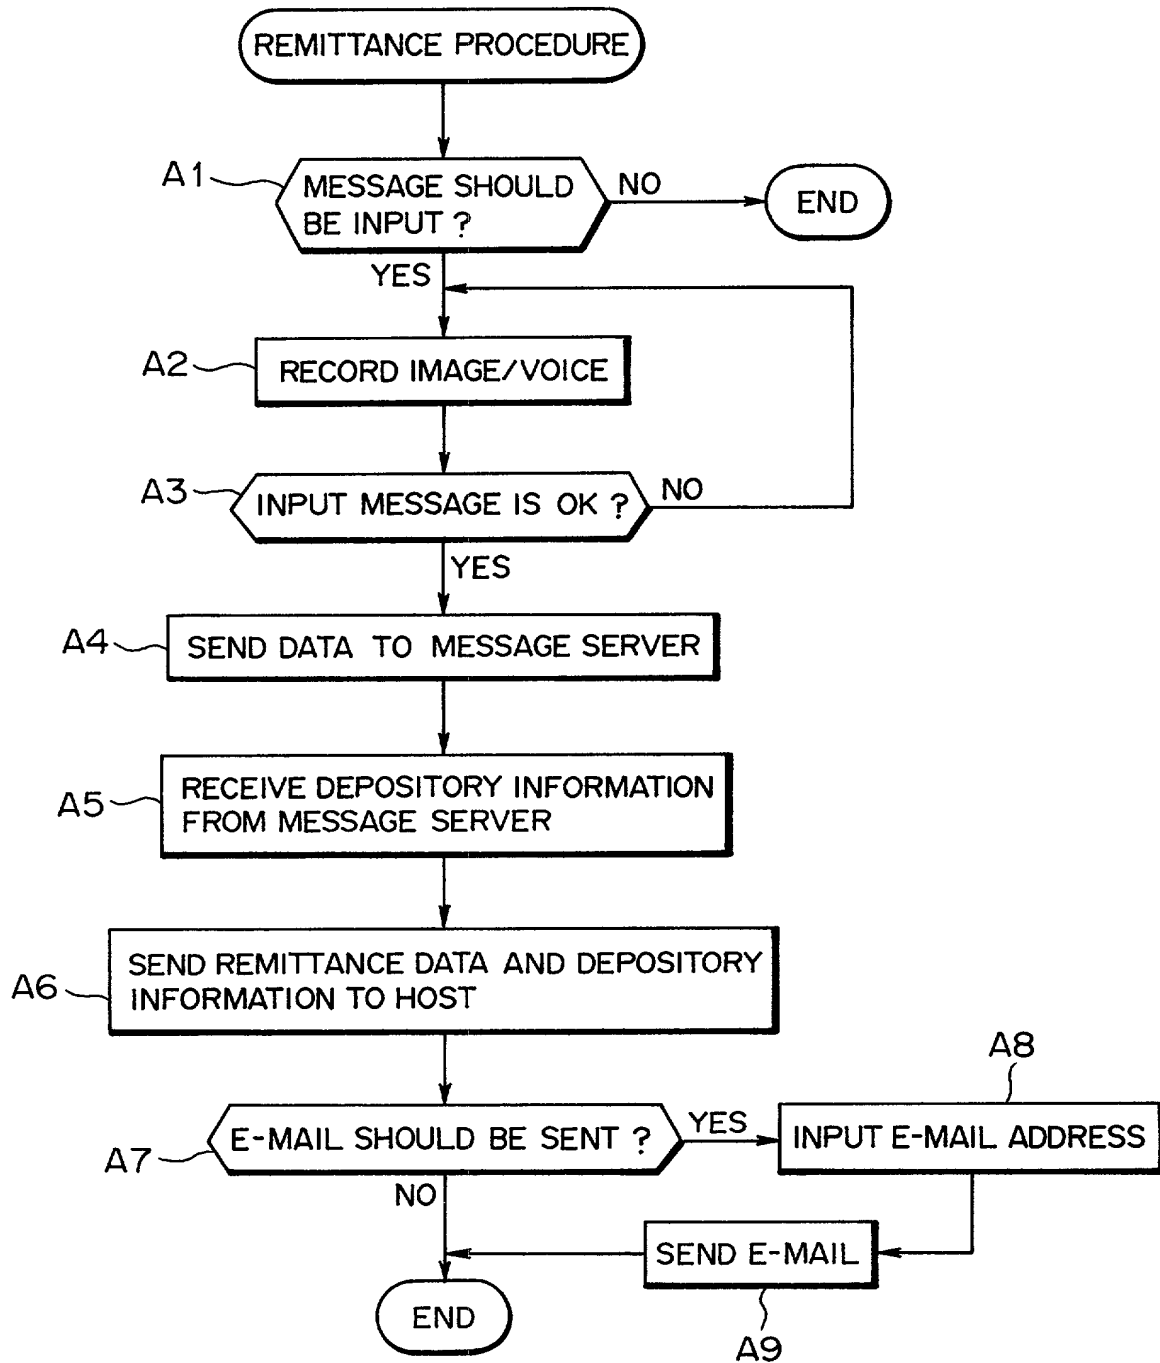 REMITTANCE PROCEDURE
A1
MESSAGE SHOULD
BE INPUT ?
NO
END
YES
A2
RECORD IMAGE/VOICE
A3
INPUT MESSAGE IS OK ?
NO
YES
A4
SEND DATA TO MESSAGE SERVER
A5
RECEIVE DEPOSITORY INFORMATION
FROM MESSAGE SERVER
A6
SEND REMITTANCE DATA AND DEPOSITORY
INFORMATION TO HOST
A7
E-MAIL SHOULD BE SENT ?
YES
A8
INPUT E-MAIL ADDRESS
NO
SEND E-MAIL
A9
END